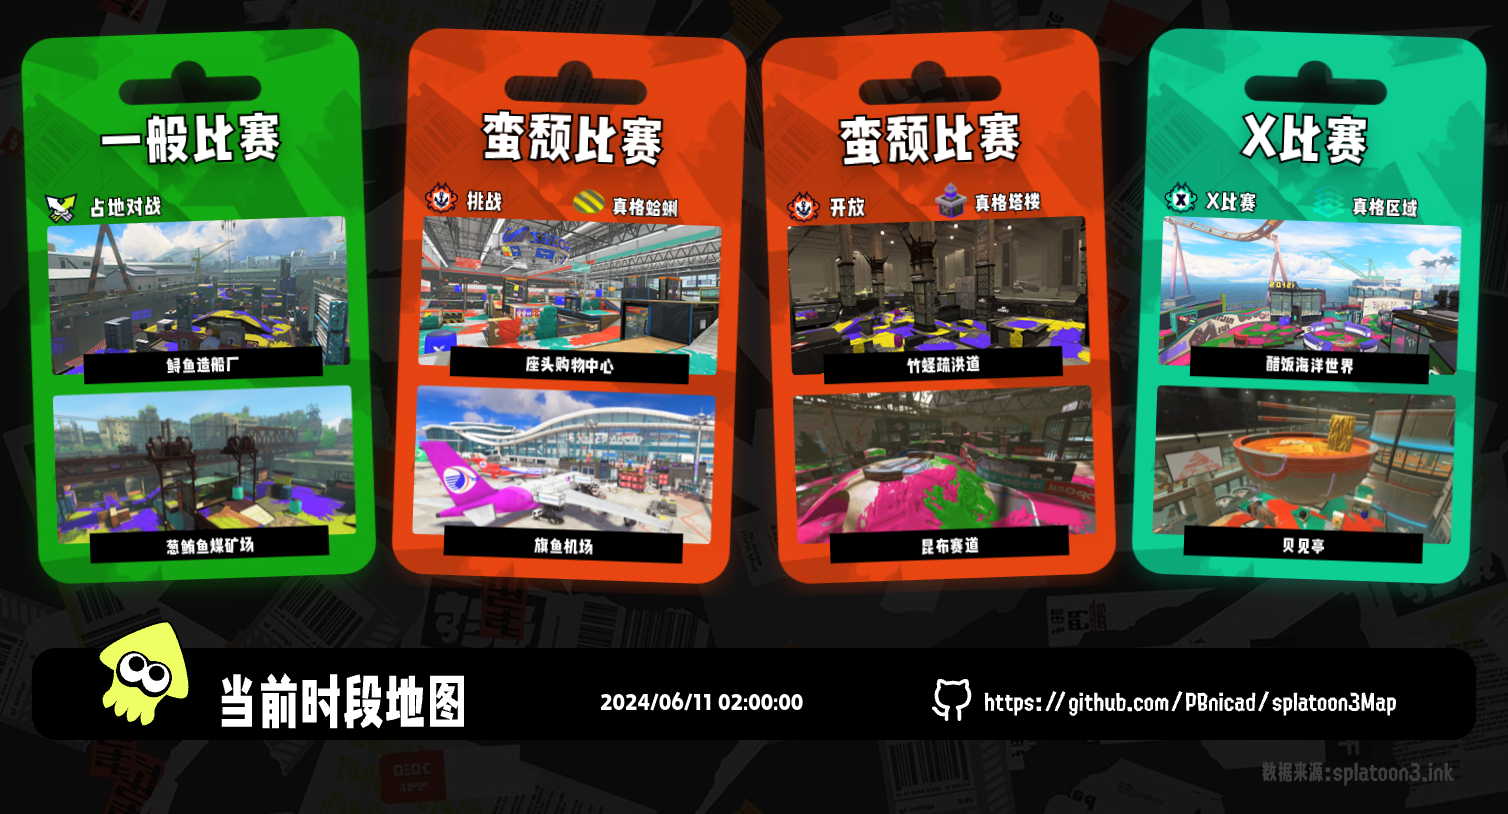 一般比赛
占地对战
鲟鱼造船厂
葱鲔鱼煤矿场
蛮颓比赛
挑战
真格蛤蜊
座头购物中心
旗鱼机场
蛮颓比赛
开放
真格塔楼
竹蛏疏洪道
昆布赛道
X比赛
X比赛
真格区域
醋饭海洋世界
贝见亭
当前时段地图
2024/06/11 02:00:00
https://github.com/PBnicad/splatoon3Map
数据来源:splatoon3.ink